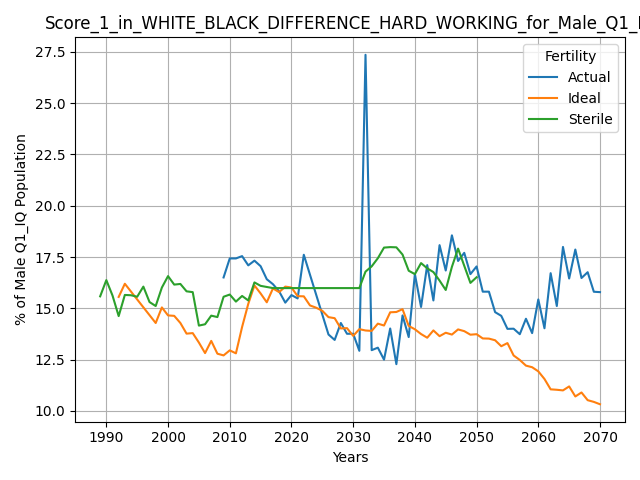 Score_1_in_WHITE_BLACK_DIFFERENCE_HARD_WORKING_for_Male_Q1_
27.5
25.0
22.5
20.0
17.5
15.0
12.5
10.0
% of Male Q1_IQ Population
Fertility
Actual
Ideal
Sterile
1990 2000 2010 2020 2030 2040 2050 2060 2070
Years